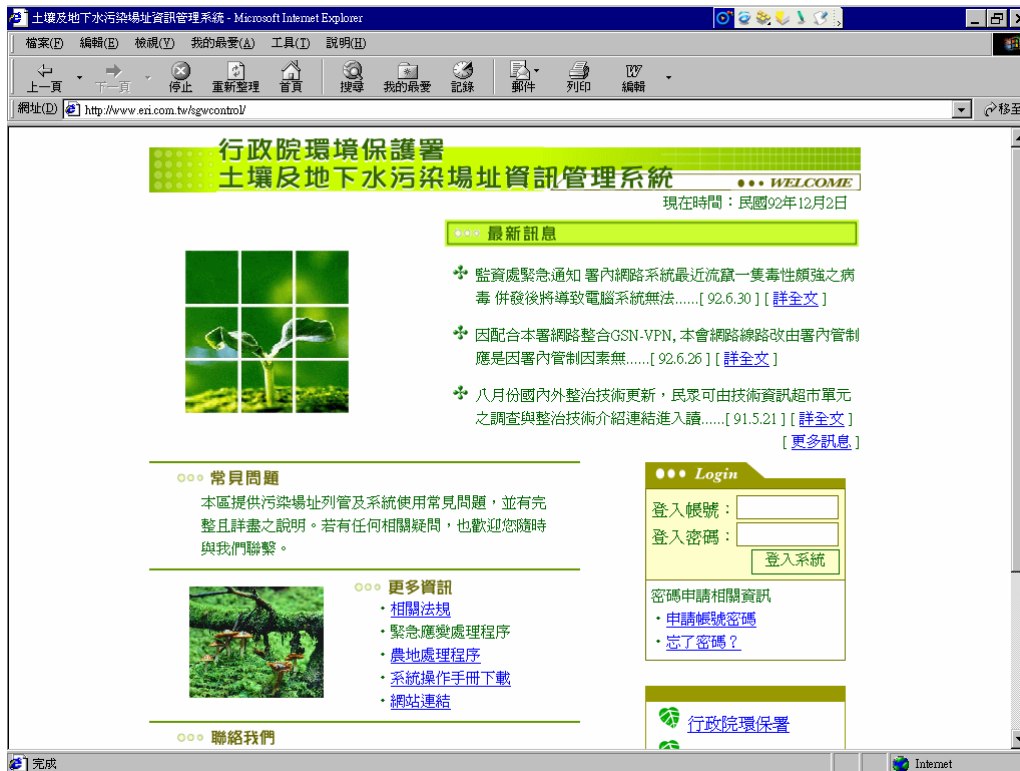 土壤及地下水污染場址資訊管理系統 - Microsoft Internet Explorer
檔案(F) 編輯(E) 檢視(V) 我的最愛(A) 工具(T) 說明(H)
上一頁 下一頁 停止 重新整理 首頁 搜尋 我的最愛 記錄 郵件 列印 編輯
網址(D) http://www.eri.com.tw/sgwcontrol/ 移至
行政院環境保護署
土壤及地下水污染場址資訊管理系統 WELCOME
現在時間：民國92年12月2日
最新訊息
監資處緊急通知 署內網路系統最近流竄一隻毒性頗強之病
毒 併發後將導致電腦系統無法......[ 92.6.30 ] [ 詳全文 ]
因配合本署網路整合GSN-VPN, 本會網路線路改由署內管制
應是因署內管制因素無......[ 92.6.26 ] [ 詳全文 ]
八月份國內外整治技術更新，民眾可由技術資訊超市單元
之調查與整治技術介紹連結進入讀......[ 91.5.21 ] [ 詳全文 ]
[ 更多訊息 ]
常見問題
本區提供污染場址列管及系統使用常見問題，並有完
整且詳盡之說明。若有任何相關疑問，也歡迎您隨時
與我們聯繫。
Login
登入帳號：
登入密碼：
登入系統
密碼申請相關資訊
・申請帳號密碼
・忘了密碼？
更多資訊
・相關法規
・緊急應變處理程序
・農地處理程序
・系統操作手冊下載
・網站連結
行政院環保署
聯絡我們
完成 Internet